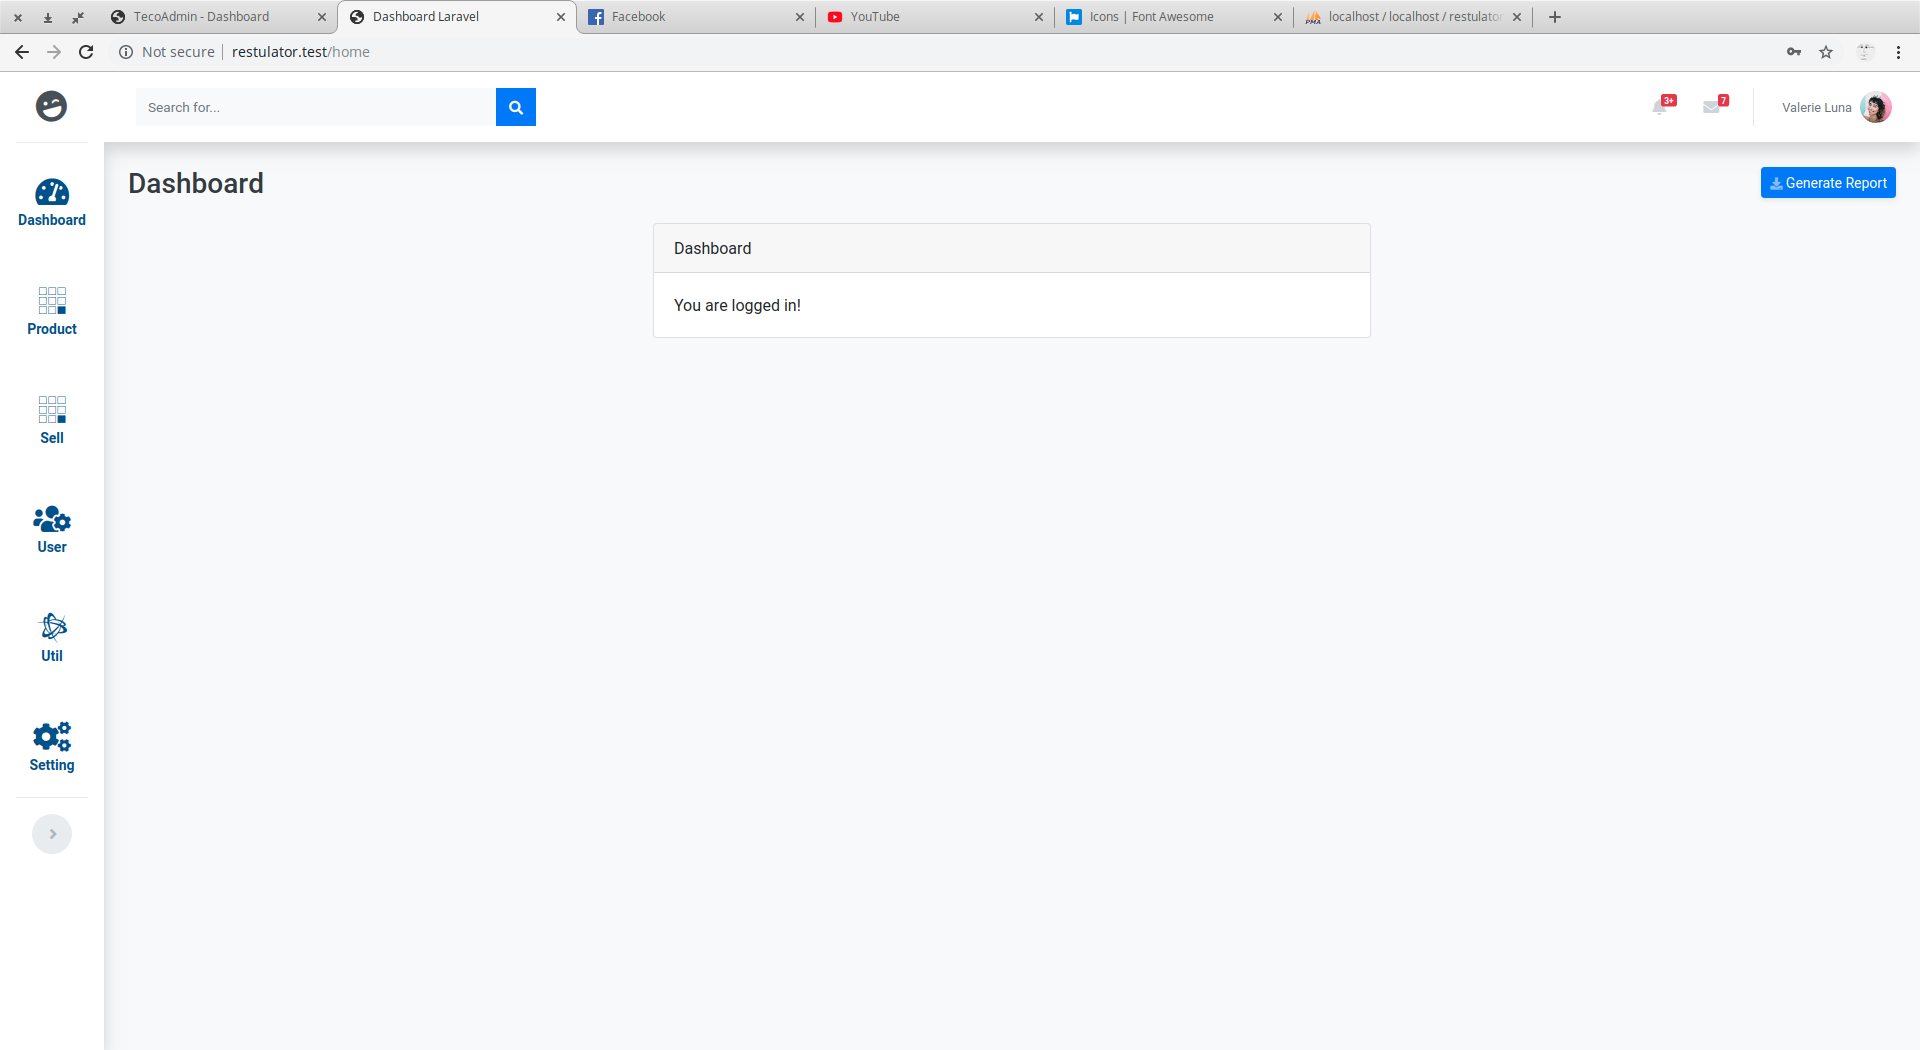 TecoAdmin - Dashboard
Dashboard Laravel
Facebook
YouTube
Icons | Font Awesome
PMA
localhost / localhost / restulator
Not secure
restulator.test/home
Search for...
3+
7
Valerie Luna
Dashboard
Generate Report
Dashboard
You are logged in!
Dashboard
Product
Sell
User
Util
Setting